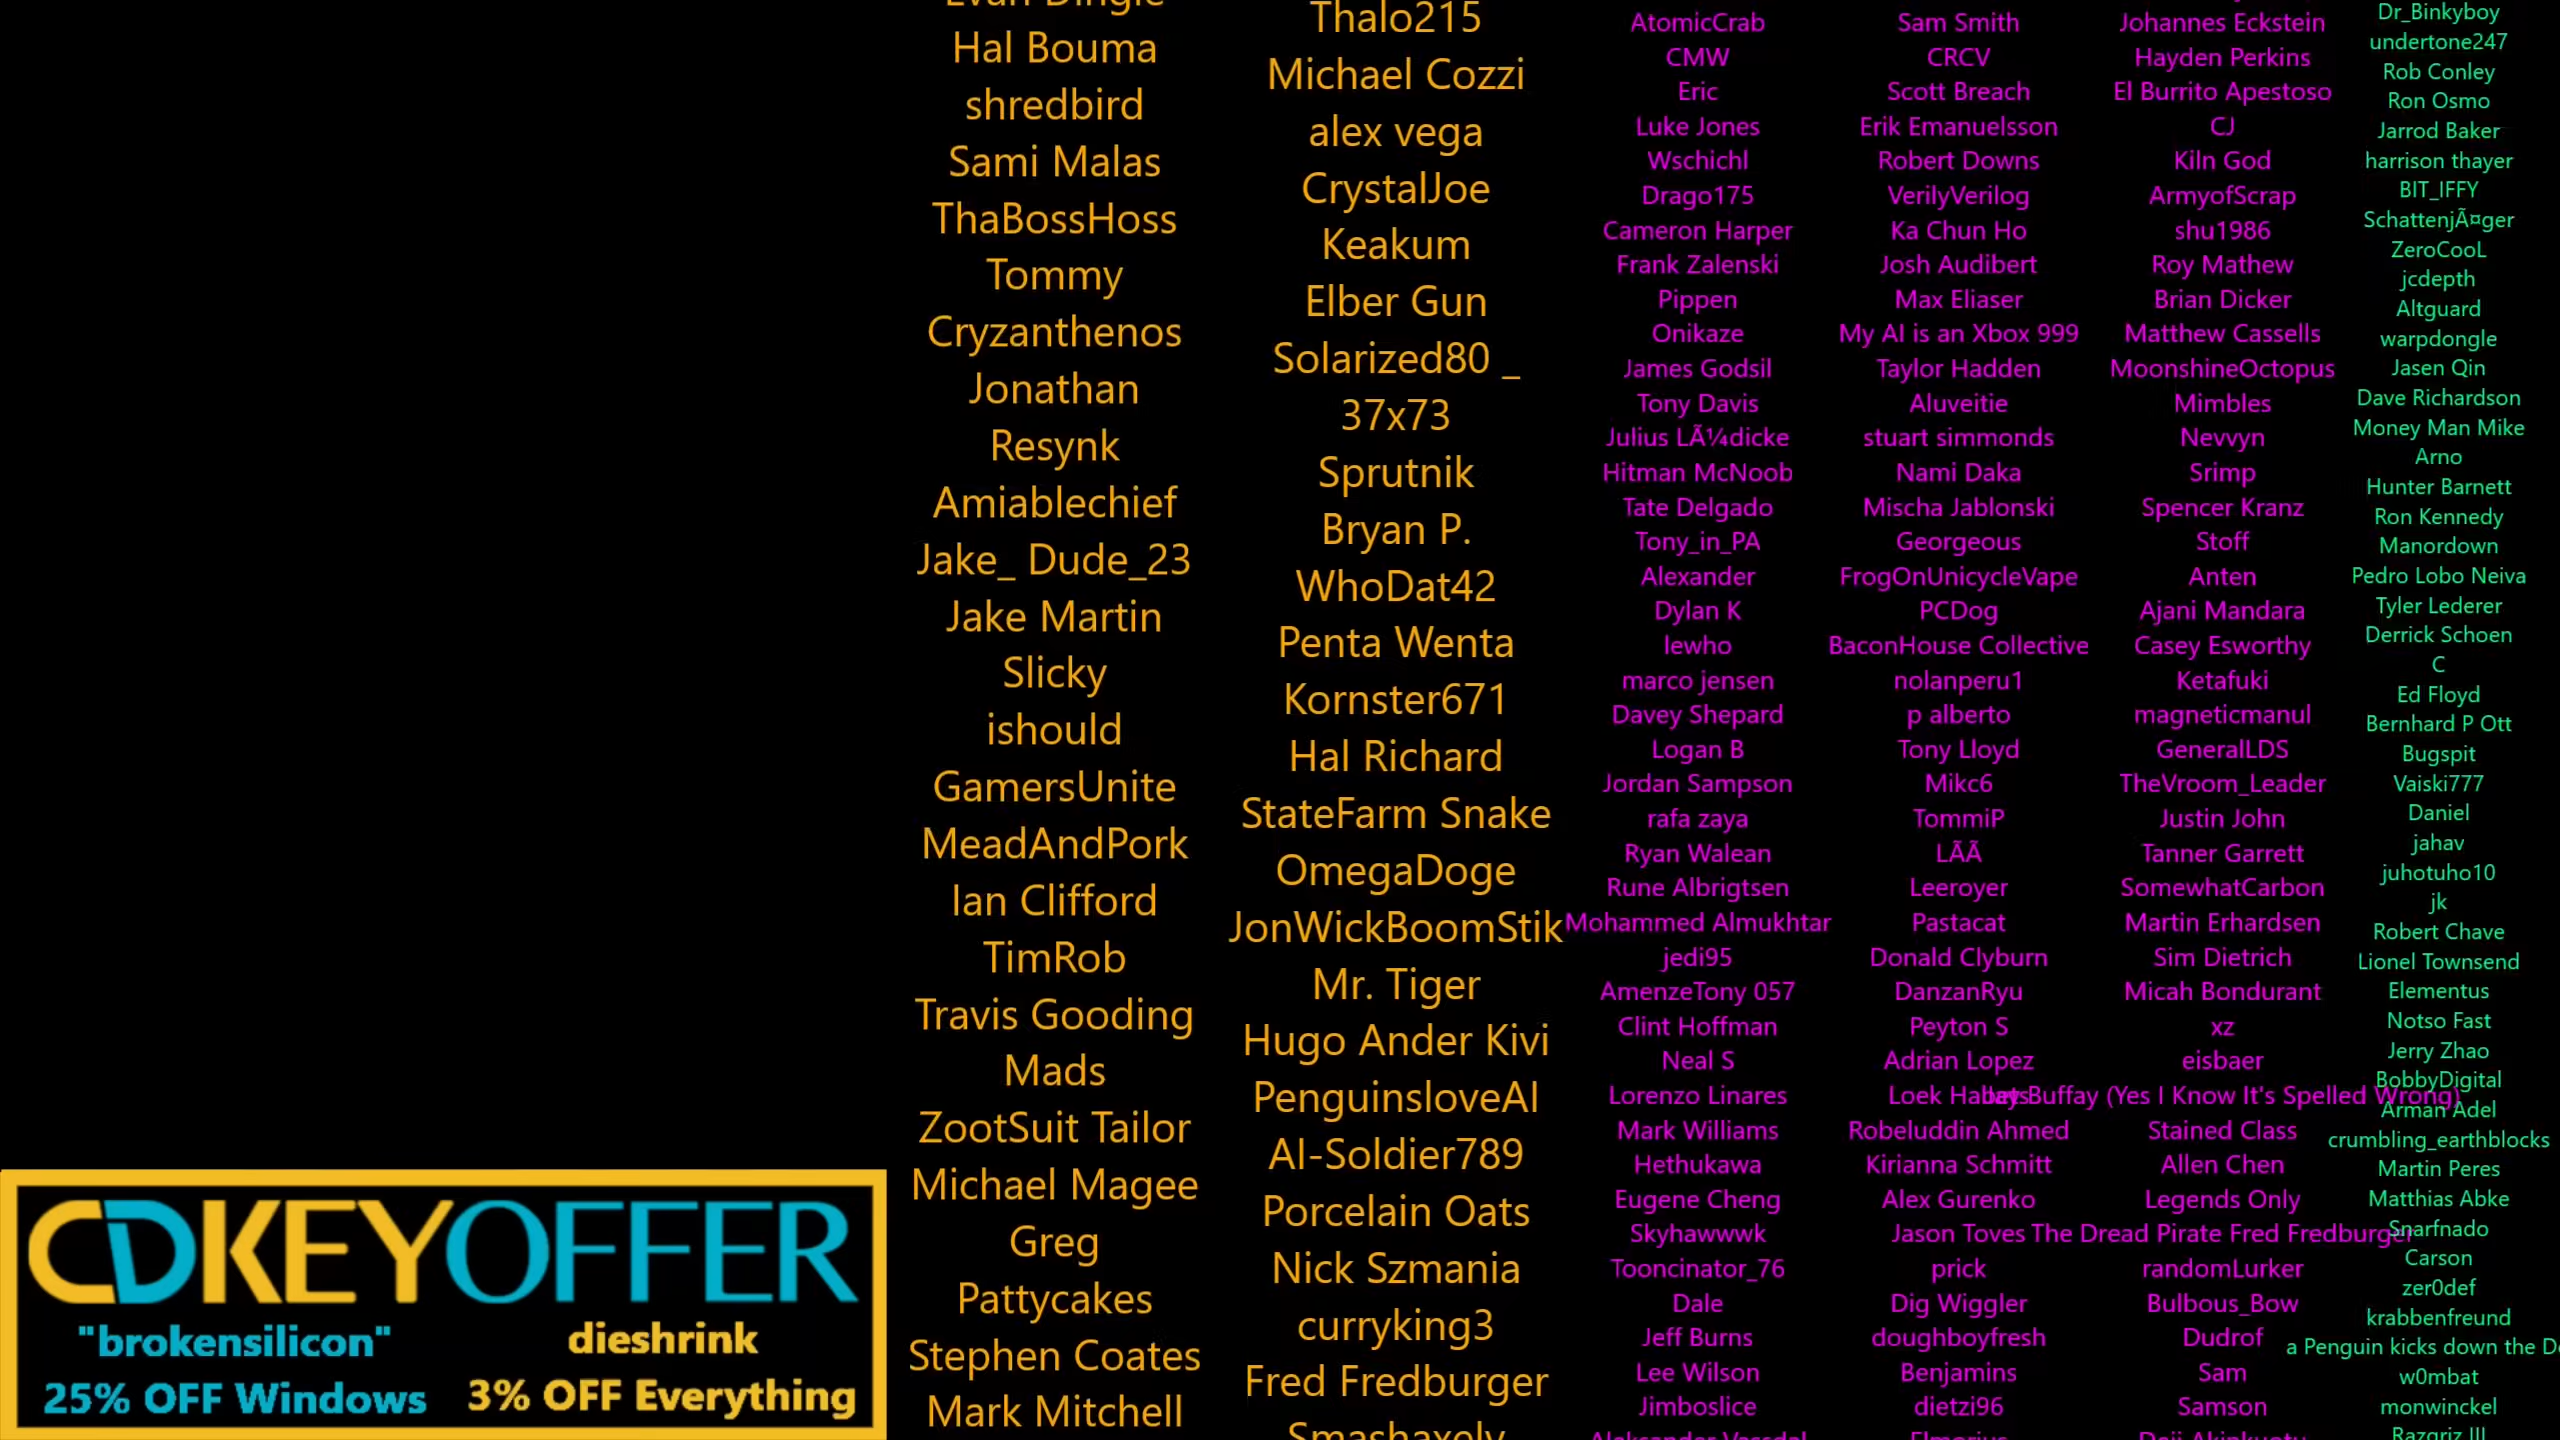 Hal Bouma
shredbird
Sami Malas
ThaBossHoss
Tommy
Cryzanthenos
Jonathan
Resynk
Amiablechief
Jake_ Dude_23
Jake Martin
Slicky
ishould
GamersUnite
MeadAndPork
Ian Clifford
TimRob
Travis Gooding
Mads
ZootSuit Tailor
Michael Magee
Greg
Pattycakes
Stephen Coates
Mark Mitchell
Thalo215
Michael Cozzi
alex vega
CrystalJoe
Keakum
Elber Gun
Solarized80 _
37x73
Sprutnik
Bryan P.
WhoDat42
Penta Wenta
Kornster671
Hal Richard
StateFarm Snake
OmegaDoge
JonWickBoomStik
Mr. Tiger
Hugo Ander Kivi
PenguinsloveAI
AI-Soldier789
Porcelain Oats
Nick Szmania
curryking3
Fred Fredburger
AtomicCrab
CMW
Eric
Luke Jones
Wschichl
Drago175
Cameron Harper
Frank Zalenski
Pippen
Onikaze
James Godsil
Tony Davis
Julius LÃ¼dicke
Hitman McNoob
Tate Delgado
Tony_in_PA
Alexander
Dylan K
lewho
marco jensen
Davey Shepard
Logan B
Jordan Sampson
rafa zaya
Ryan Walean
Rune Albrigtsen
Mohammed Almukhtar
jedi95
AmenzeTony 057
Clint Hoffman
Neal S
Lorenzo Linares
Mark Williams
Hethukawa
Eugene Cheng
Skyhawwwk
Tooncinator_76
Dale
Jeff Burns
Lee Wilson
Jimboslice
Sam Smith
CRCV
Scott Breach
Erik Emanuelsson
Robert Downs
VerilyVerilog
Ka Chun Ho
Josh Audibert
Max Eliaser
My AI is an Xbox 999
Taylor Hadden
Aluveitie
stuart simmonds
Nami Daka
Mischa Jablonski
Georgeous
FrogOnUnicycleVape
PCDog
BaconHouse Collective
nolanperu1
p alberto
Tony Lloyd
Mikc6
TommiP
LÃÃ
Leeroyer
Pastacat
Donald Clyburn
DanzanRyu
Peyton S
Adrian Lopez
Loek
Robeluddin Ahmed
Kirianna Schmitt
Alex Gurenko
Jason Toves
prick
Dig Wiggler
doughboyfresh
Benjamins
dietzi96
Johannes Eckstein
Hayden Perkins
El Burrito Apestoso
CJ
Kiln God
ArmyofScrap
shu1986
Roy Mathew
Brian Dicker
Matthew Cassells
MoonshineOctopus
Mimbles
Nevvyn
Srimp
Spencer Kranz
Stoff
Anten
Ajani Mandara
Casey Esworthy
Ketafuki
magneticmanul
GeneralLDS
TheVroom_Leader
Justin John
Tanner Garrett
SomewhatCarbon
Martin Erhardsen
Sim Dietrich
Micah Bondurant
xz
eisbaer
Buffay (Yes I Know It's Spelled Wrong)
Stained Class
Allen Chen
Legends Only
The Dread Pirate Fred Fredburger
randomLurker
Bulbous_Bow
Dudrof
Sam
Samson
Dr_Binkyboy
undertone247
Rob Conley
Ron Osmo
Jarrod Baker
harrison thayer
BIT_IFFY
SchattenjÃ¤ger
ZeroCooL
jcdepth
Altguard
warpdongle
Jasen Qin
Dave Richardson
Money Man Mike
Arno
Hunter Barnett
Ron Kennedy
Manordown
Pedro Lobo Neiva
Tyler Lederer
Derrick Schoen
C
Ed Floyd
Bernhard P Ott
Bugspit
Vaiski777
Daniel
jahav
juhotuho10
jk
Robert Chave
Lionel Townsend
Elementus
Notso Fast
Jerry Zhao
BobbyDigital
Arman Adel
crumbling_earthblocks
Martin Peres
Matthias Abke
Snarfnado
Carson
zer0def
krabbenfreund
a Penguin kicks down the
w0mbat
monwinckel
CDKEYOFFER
"brokensilicon"
25% OFF Windows
dieshrink
3% OFF Everything